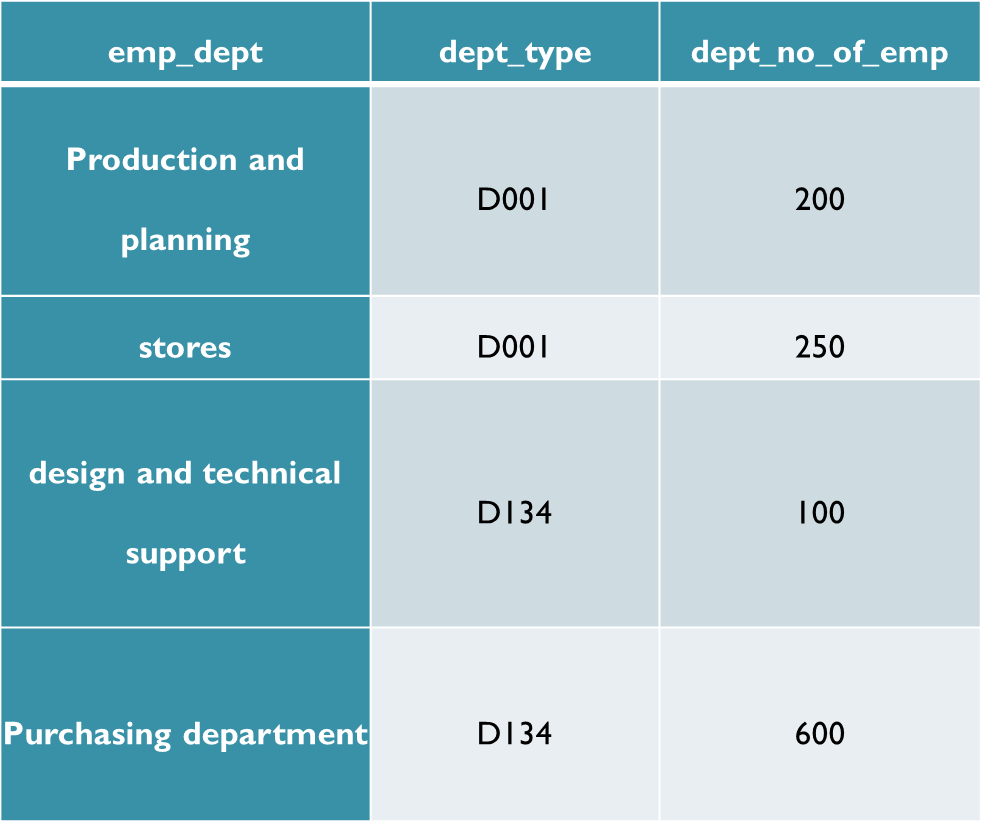 emp_dept dept_type dept_no_of_emp
Production and
planning
D001 200
stores D001 250
design and technical
support
D134 100
Purchasing department D134 600